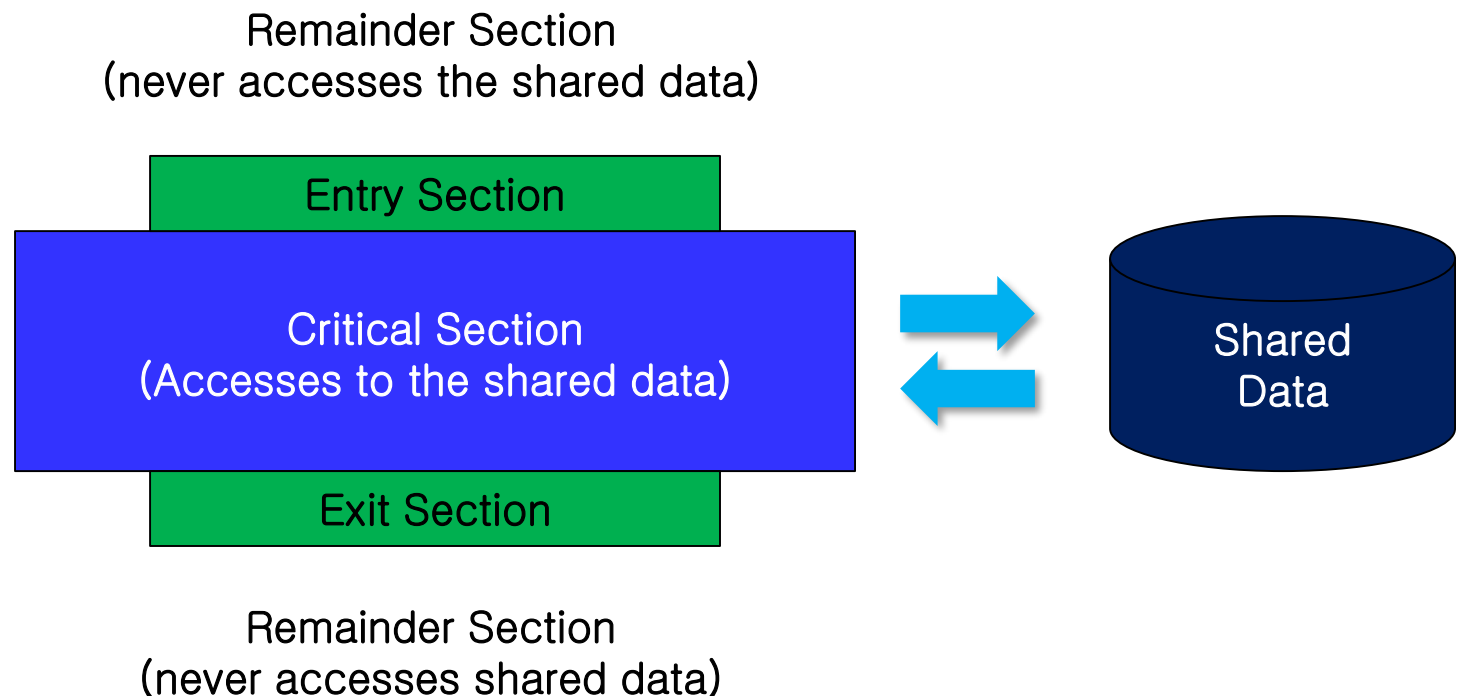 Remainder Section
(never accesses the shared data)
Entry Section
Critical Section
(Accesses to the shared data)
Shared
Data
Exit Section
Remainder Section
(never accesses shared data)